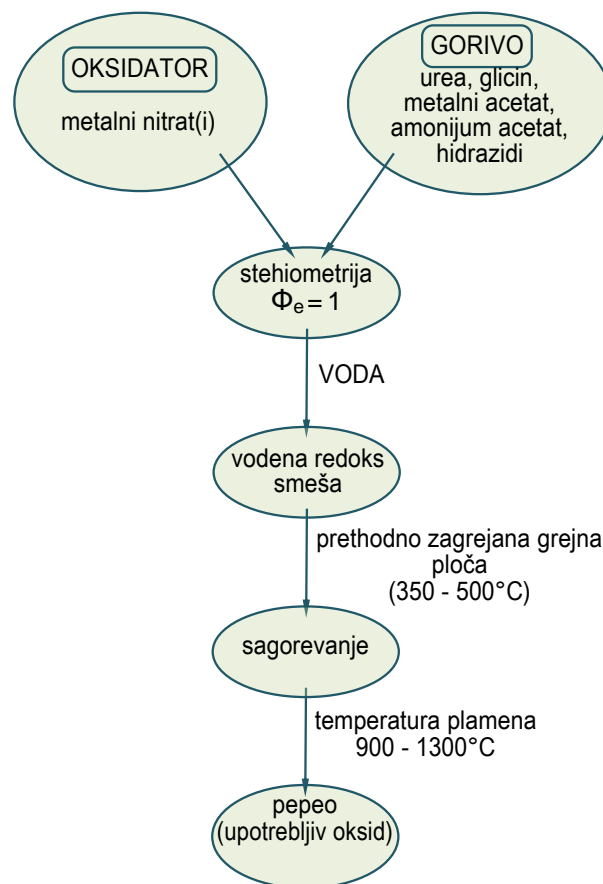 OKSIDATOR
metalni nitrat(i)
GORIVO
urea, glicin,
metalni acetat,
amonijum acetat,
hidrazidi
stehiometrija
Φe = 1
VODA
vodena redoks
smeša
prethodno zagrejana grejna
ploča
(350 - 500°C)
sagorevanje
temperatura plamena
900 - 1300°C
pepeo
(upotrebljiv oksid)